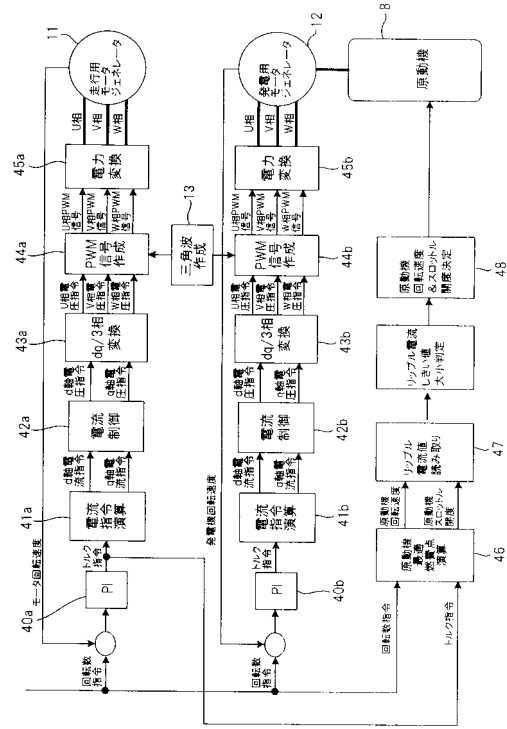 モータ回転速度
回転数
指令
40a
PI
トルク
指令
41a
電流
指令
演算
d軸電
流指令
q軸電
流指令
42a
電流
制御
d軸電
圧指令
q軸電
圧指令
43a
dq/3相
変換
U相電
圧指令
V相電
圧指令
W相電
圧指令
44a
PWM
信号
作成
U相PWM
信号
V相PWM
信号
W相PWM
信号
45a
電力
変換
U相
V相
W相
11
走行用
モータ
ジェネレータ
三角波
作成
13
発電機回転速度
回転数
指令
PI
40b
トルク
指令
電流
指令
演算
41b
d軸電
流指令
q軸電
流指令
電流
制御
42b
d軸電
圧指令
q軸電
圧指令
dq/3相
変換
43b
U相電
圧指令
V相電
圧指令
W相電
圧指令
PWM
信号
作成
44b
U相PWM
信号
V相PWM
信号
W相PWM
信号
電力
変換
45b
U相
V相
W相
発電用
モータ
ジェネレータ
12
回転数指令
トルク指令
原動機
最適
燃費点
演算
46
原動機
回転速度
原動機
スロットル
開度
リップル
電流値
読み取り
47
リップル電流
しきい値
大小判定
原動機
回転速度
&スロットル
開度決定
48
原動機
8